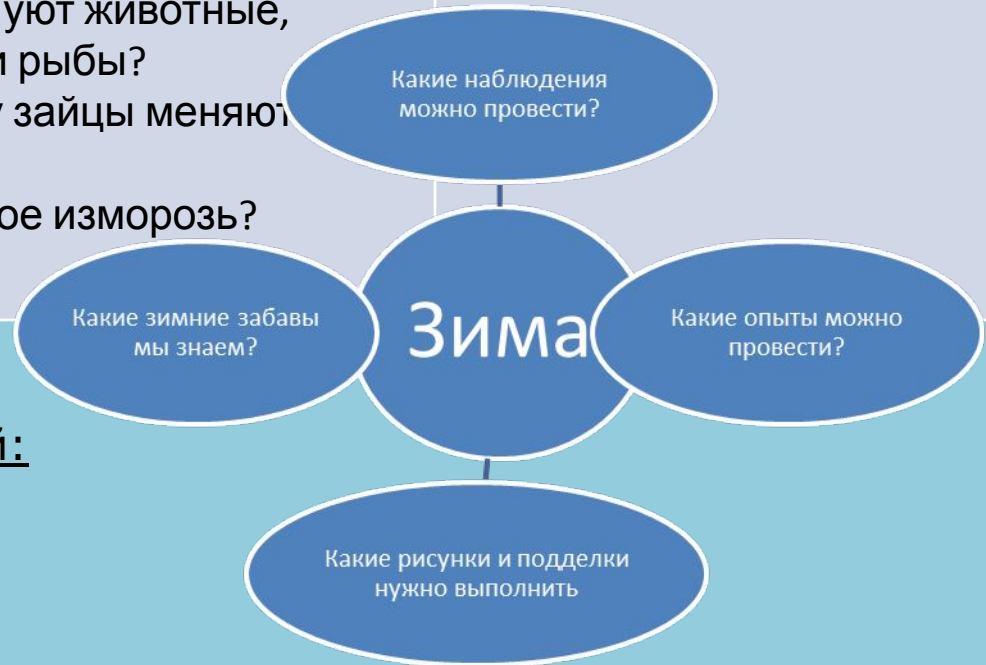 уют животные,
и рыбы?
у зайцы меняют
ое изморозь?
й:
Какие наблюдения
можно провести?
Какие зимние забавы
мы знаем?
Зима
Какие опыты можно
провести?
Какие рисунки и подделки
нужно выполнить